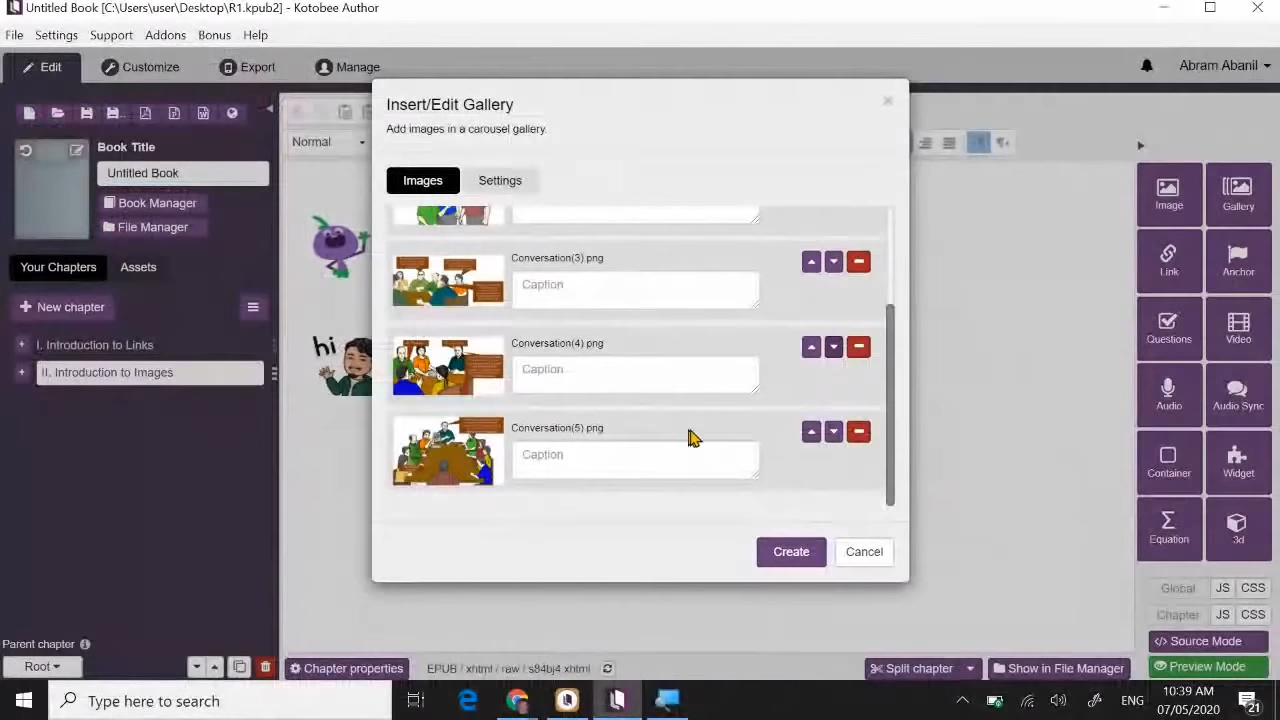 Untitled Book [C:\Users\user\Desktop\R1.kpub2] - Kotobee Author
File Settings Support Addons Bonus Help
Edit Customize Export Manage Abram Abanil
Book Title
Untitled Book
Book Manager
File Manager
Your Chapters Assets
New chapter
I. Introduction to Links
II. Introduction to Images
Parent chapter
Root
Normal
hi
Insert/Edit Gallery
Add images in a carousel gallery.
Images Settings
Conversation(3).png
Caption
Conversation(4).png
Caption
Conversation(5).png
Caption
Create Cancel
Image Gallery
Link Anchor
Questions Video
Audio Audio Sync
Container Widget
Equation 3d
Global JS CSS
Chapter JS CSS
Source Mode
Preview Mode
Chapter properties EPUB / xhtml / raw / s94bj4.xhtml Split chapter Show in File Manager
Type here to search
ENG
10:39 AM
07/05/2020
21